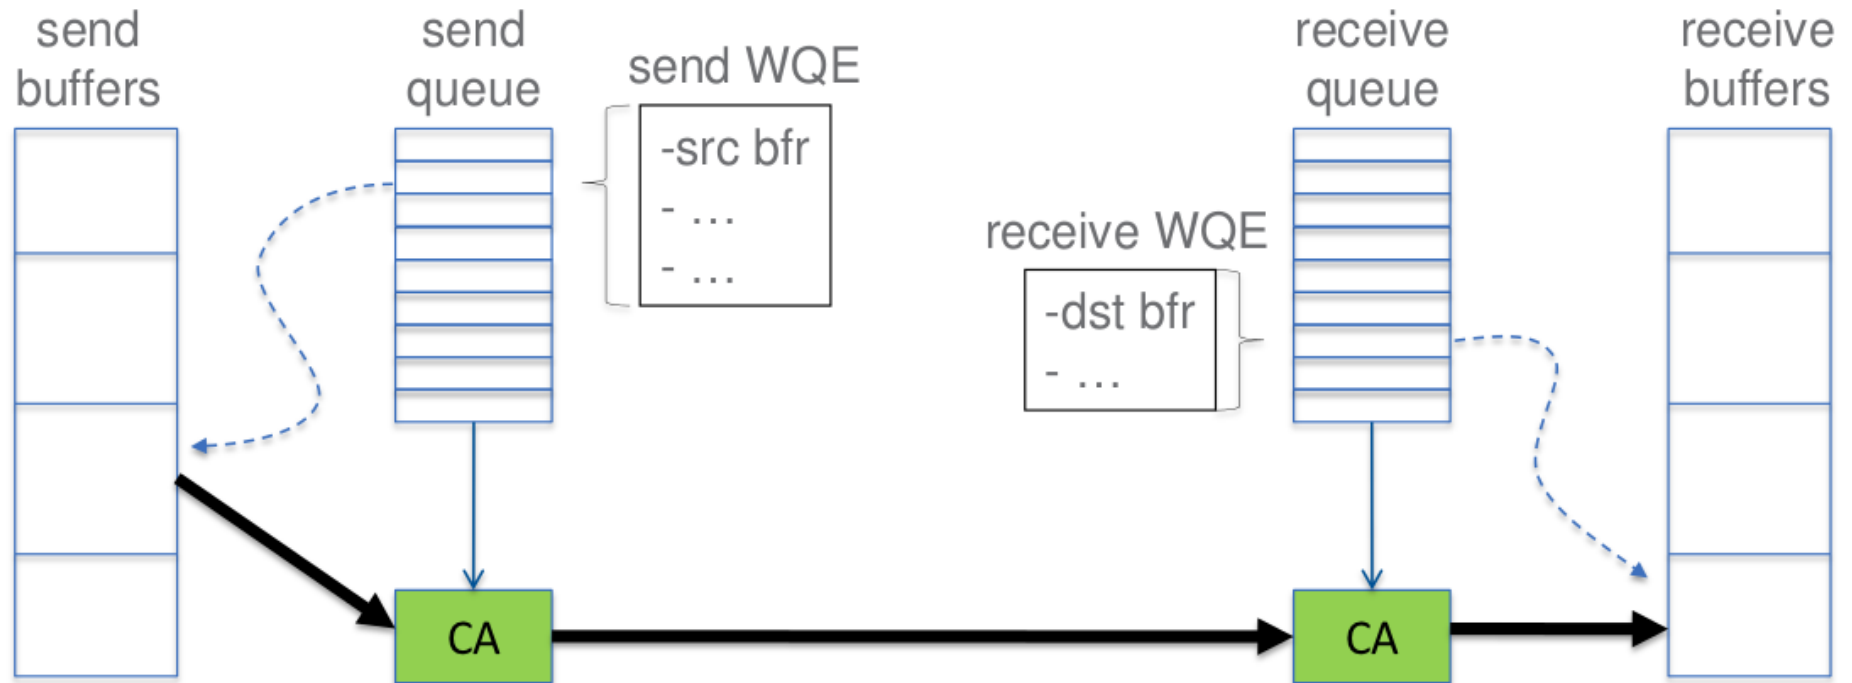 send
buffers
send
queue
send WQE
-src bfr
- ...
- ...
receive WQE
-dst bfr
- ...
receive
queue
receive
buffers
CA
CA